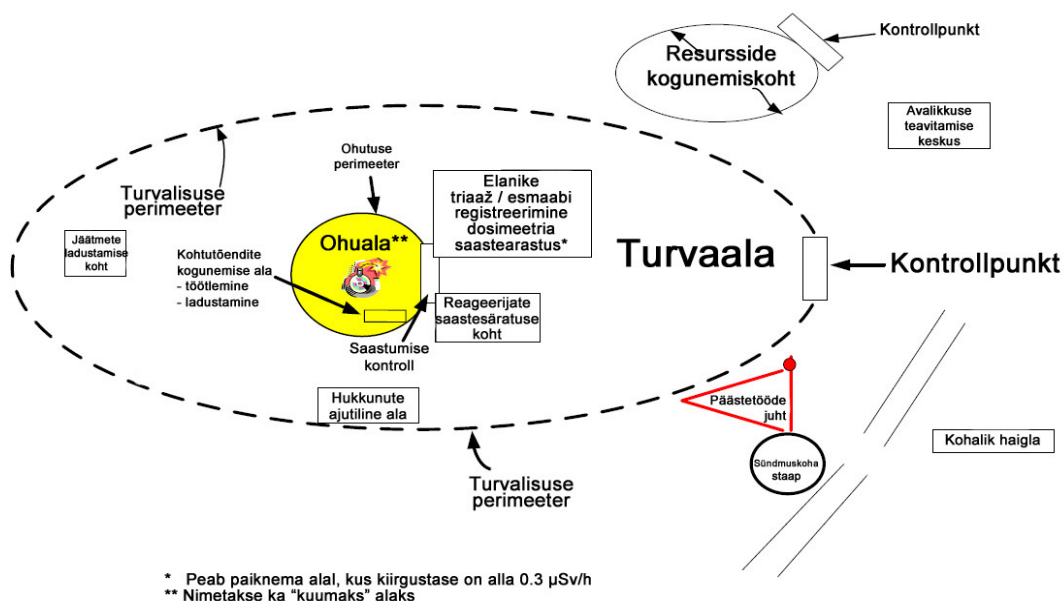 Kontrollpunkt
Resursside
kogunemiskoht
Avalikkuse
teavitamise
keskus
Ohutuse
perimeeter
Turvalisuse
perimeeter
Elanike
triaaž / esmaabi
registreerimine
dosimeetria
saastearastus*
Jäätmete
ladustamise
koht
Ohuala**
Kohtutõendite
kogunemise ala
- töötlemine
- ladustamine
Turvaala
Kontrollpunkt
Reageerijate
saastesäratuse
koht
Saastumise
kontroll
Hukkunute
ajutiline ala
Päästetööde
juht
Kohalik haigla
Sündmuskoha
staap
Turvalisuse
perimeeter
* Peab paiknema alal, kus kiirgustase on alla 0.3 µSv/h
** Nimetakse ka "kuumaks" alaks